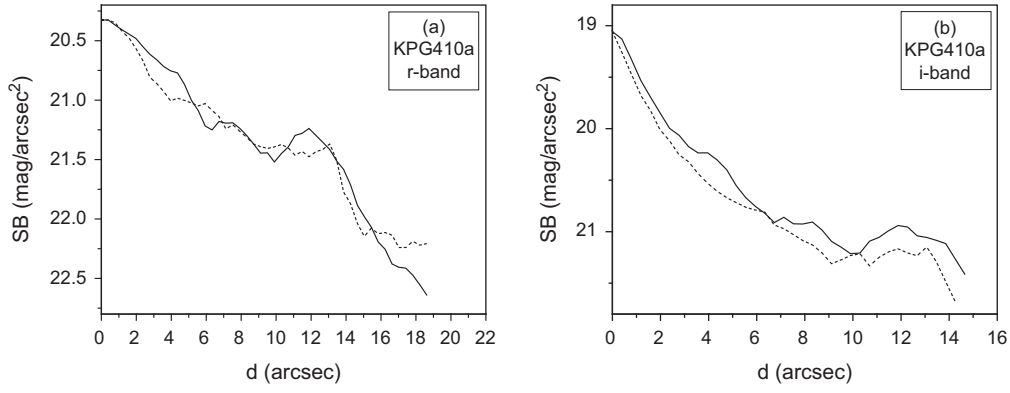 (a)
KPG410a
r-band
20.5
21.0
21.5
22.0
22.5
SB (mag/arcsec²)
0 2 4 6 8 10 12 14 16 18 20 22
d (arcsec)
(b)
KPG410a
i-band
19
20
21
SB (mag/arcsec²)
0 2 4 6 8 10 12 14 16
d (arcsec)